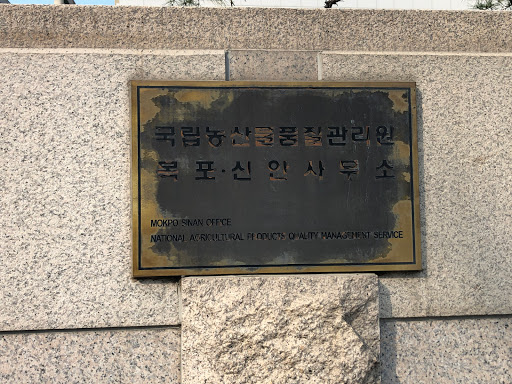 국립농산물품질관리원
목포·신안사무소
MOKPO·SINAN OFFICE
NATIONAL AGRICULTURAL PRODUCTS QUALITY MANAGEMENT SERVICE